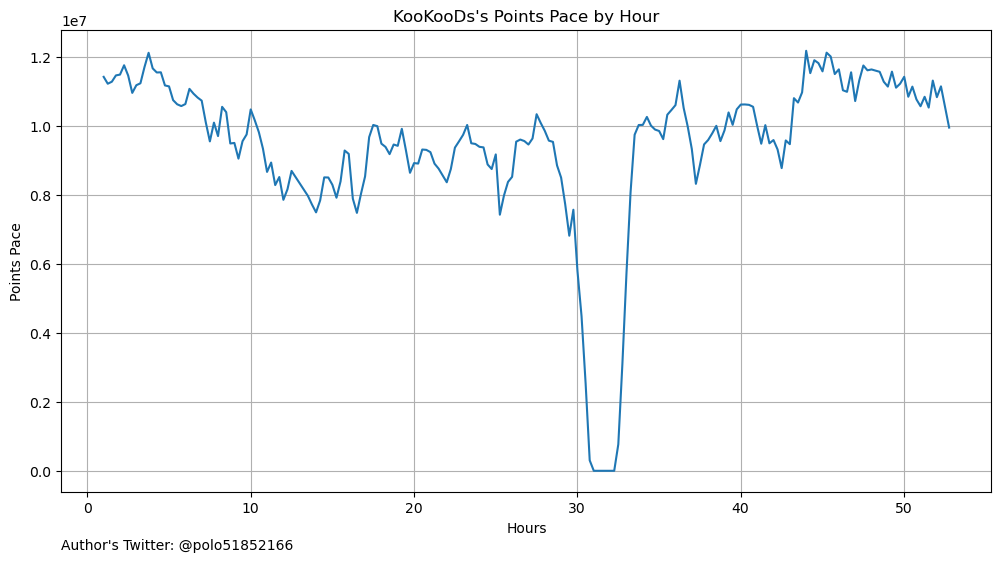 KooKooDs's Points Pace by Hour
1e7
1.2
1.0
0.8
0.6
0.4
0.2
0.0
Points Pace
0 10 20 30 40 50
Hours
Author's Twitter: @polo51852166